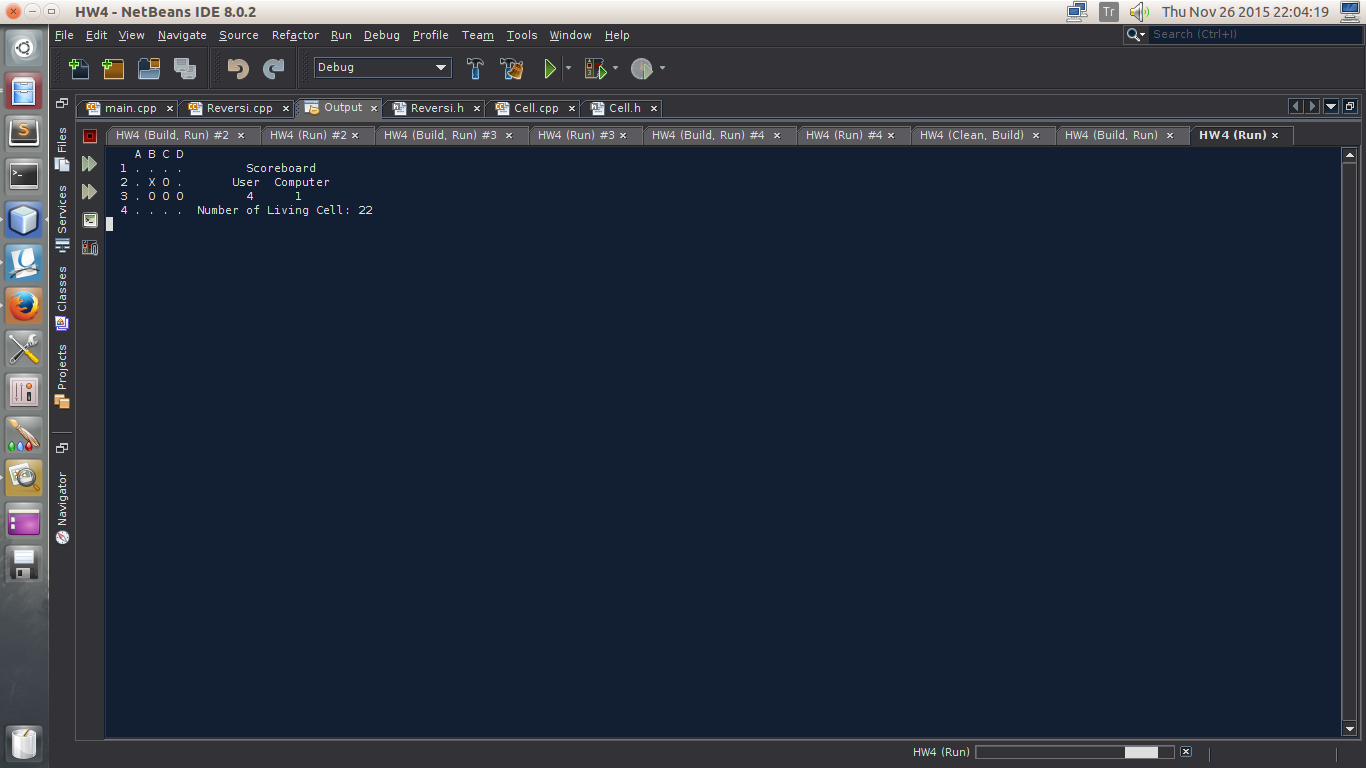 HW4 - NetBeans IDE 8.0.2
Tr
Thu Nov 26 2015 22:04:19
File Edit View Navigate Source Refactor Run Debug Profile Team Tools Window Help
Search (Ctrl+I)
Debug
main.cpp Reversi.cpp Output Reversi.h Cell.cpp Cell.h
HW4 (Build, Run) #2 HW4 (Run) #2 HW4 (Build, Run) #3 HW4 (Run) #3 HW4 (Build, Run) #4 HW4 (Run) #4 HW4 (Clean, Build) HW4 (Build, Run) HW4 (Run)
Files
Services
Classes
Projects
Navigator
A B C D
1 . . . . Scoreboard
2 . X O . User Computer
3 . O O O 4 1
4 . . . . Number of Living Cell: 22
HW4 (Run)